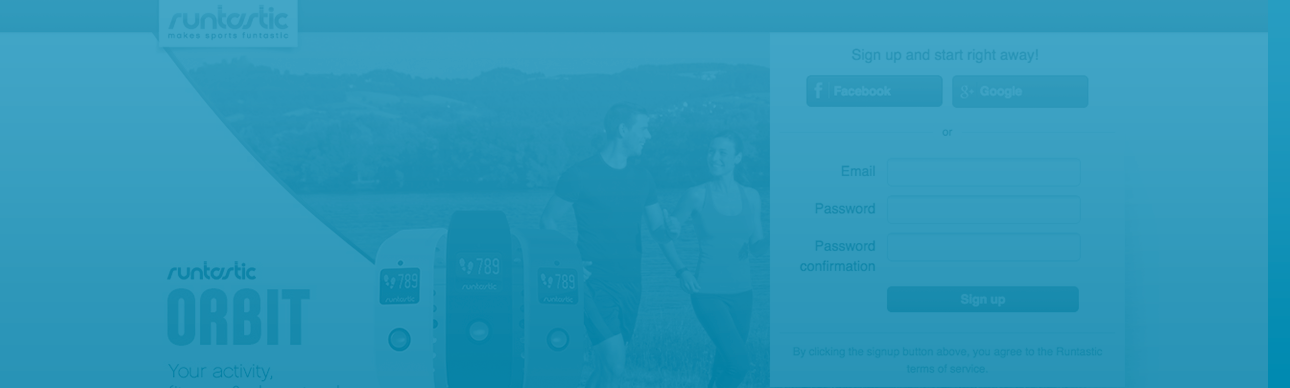 runtastic
makes sports funtastic
Sign up and start right away!
f Facebook
g+ Google
or
Email
Password
Password
confirmation
Sign up
By clicking the signup button above, you agree to the Runtastic
terms of service.
789
runtastic
789
runtastic
789
runtastic
runtastic
ORBIT
Your activity,